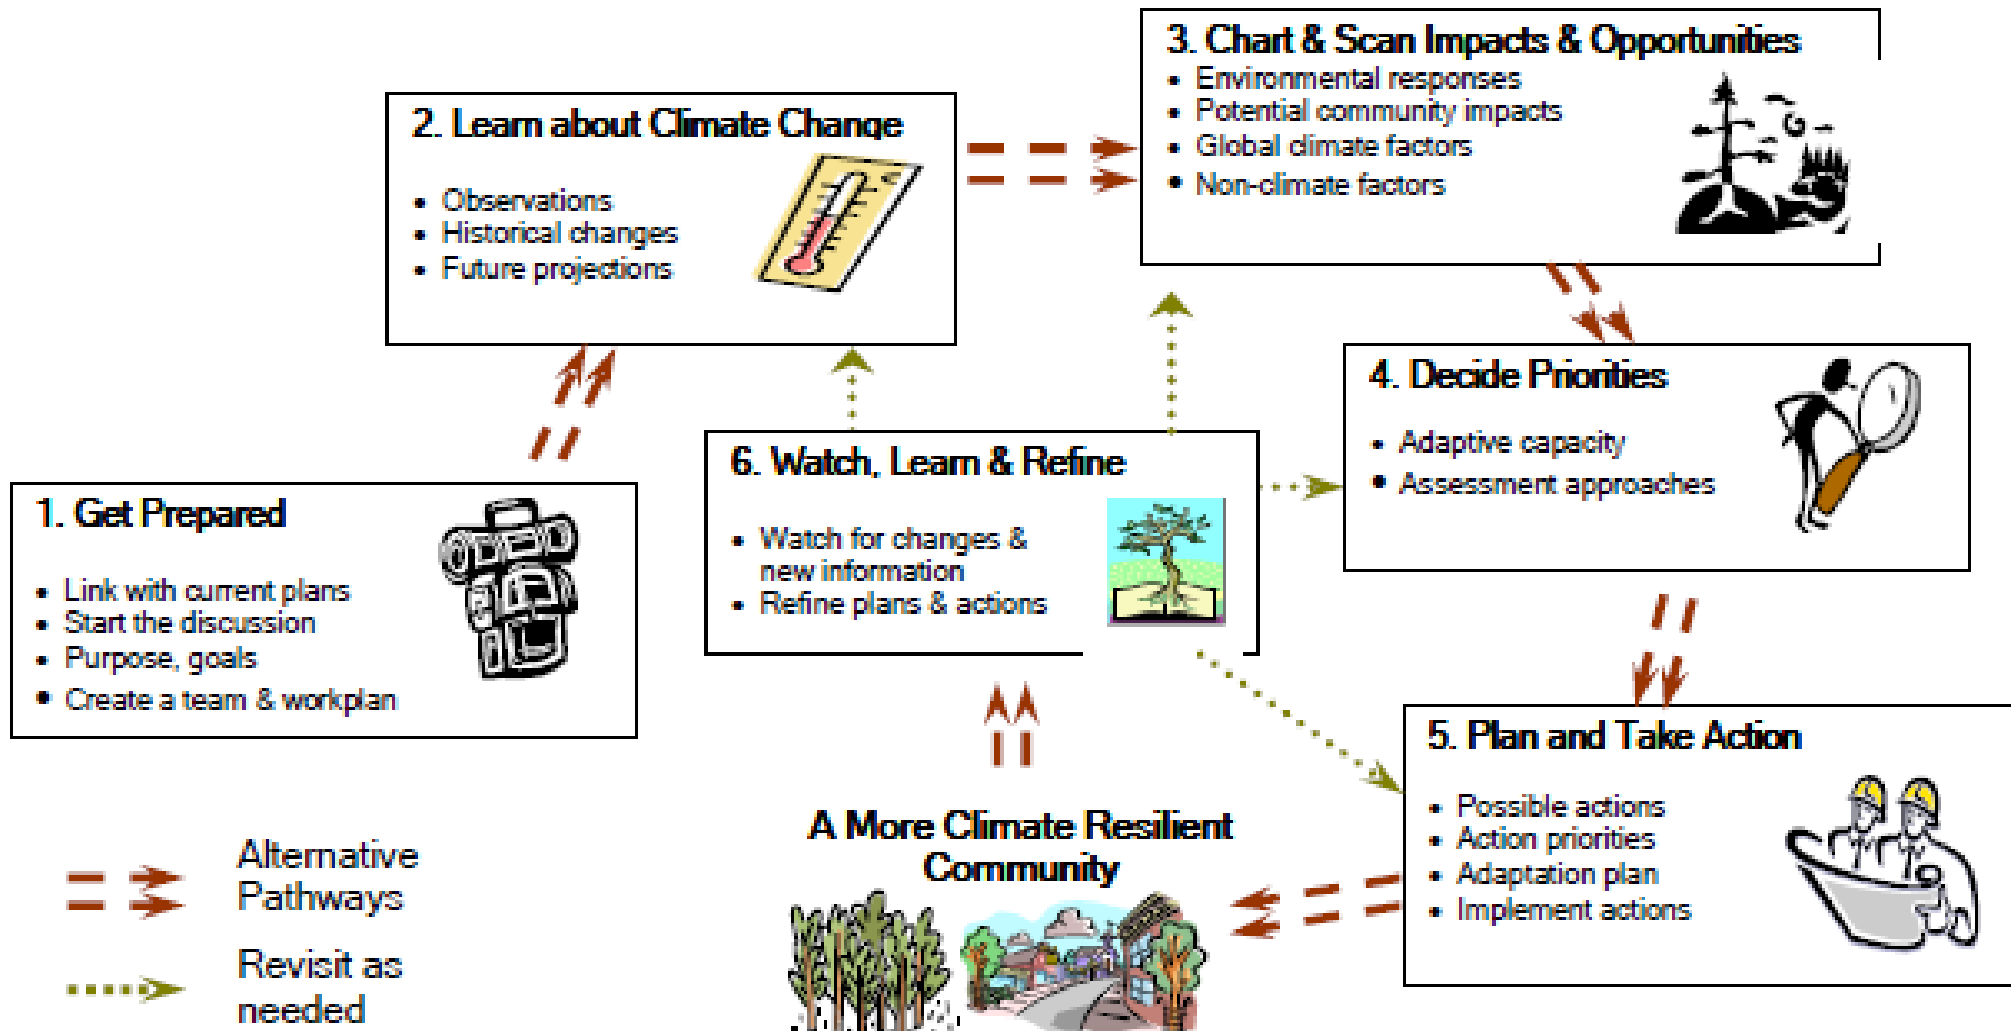 1. Get Prepared
• Link with current plans
• Start the discussion
• Purpose, goals
• Create a team & workplan
2. Learn about Climate Change
• Observations
• Historical changes
• Future projections
3. Chart & Scan Impacts & Opportunities
• Environmental responses
• Potential community impacts
• Global climate factors
• Non-climate factors
4. Decide Priorities
• Adaptive capacity
• Assessment approaches
5. Plan and Take Action
• Possible actions
• Action priorities
• Adaptation plan
• Implement actions
6. Watch, Learn & Refine
• Watch for changes &
new information
• Refine plans & actions
A More Climate Resilient
Community
Alternative
Pathways
Revisit as
needed